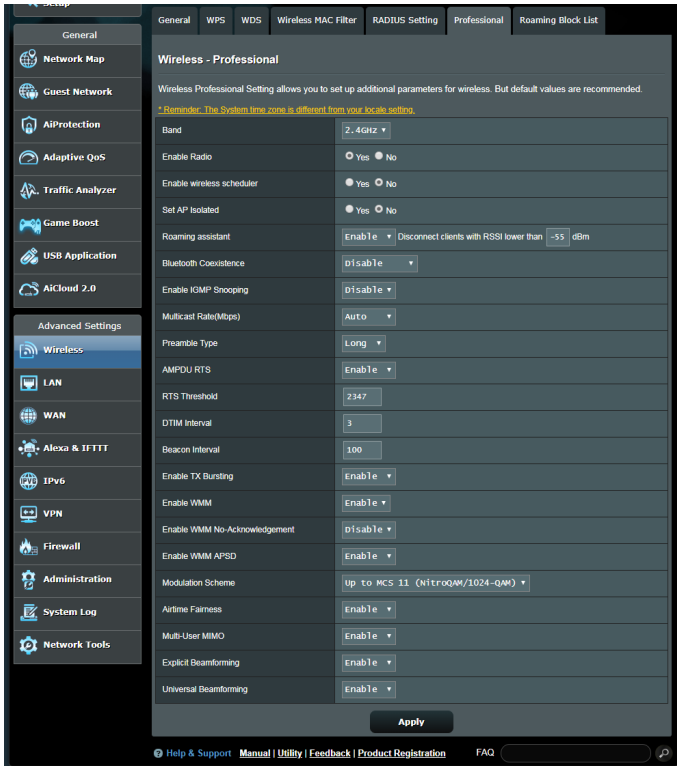 Setup
General
Network Map
Guest Network
AiProtection
Adaptive QoS
Traffic Analyzer
Game Boost
USB Application
AiCloud 2.0
Advanced Settings
Wireless
LAN
WAN
Alexa & IFTTT
IPv6
VPN
Firewall
Administration
System Log
Network Tools
General WPS WDS Wireless MAC Filter RADIUS Setting Professional Roaming Block List
Wireless - Professional
Wireless Professional Setting allows you to set up additional parameters for wireless. But default values are recommended.
* Reminder: The System time zone is different from your locale setting.
Band 2.4GHz
Enable Radio Yes No
Enable wireless scheduler Yes No
Set AP Isolated Yes No
Roaming assistant Enable Disconnect clients with RSSI lower than -55 dBm
Bluetooth Coexistence Disable
Enable IGMP Snooping Disable
Multicast Rate(Mbps) Auto
Preamble Type Long
AMPDU RTS Enable
RTS Threshold 2347
DTIM Interval 3
Beacon Interval 100
Enable TX Bursting Enable
Enable WMM Enable
Enable WMM No-Acknowledgement Disable
Enable WMM APSD Enable
Modulation Scheme Up to MCS 11 (NitroQAM/1024-QAM)
Airtime Fairness Enable
Multi-User MIMO Enable
Explicit Beamforming Enable
Universal Beamforming Enable
Apply
Help & Support Manual | Utility | Feedback | Product Registration FAQ